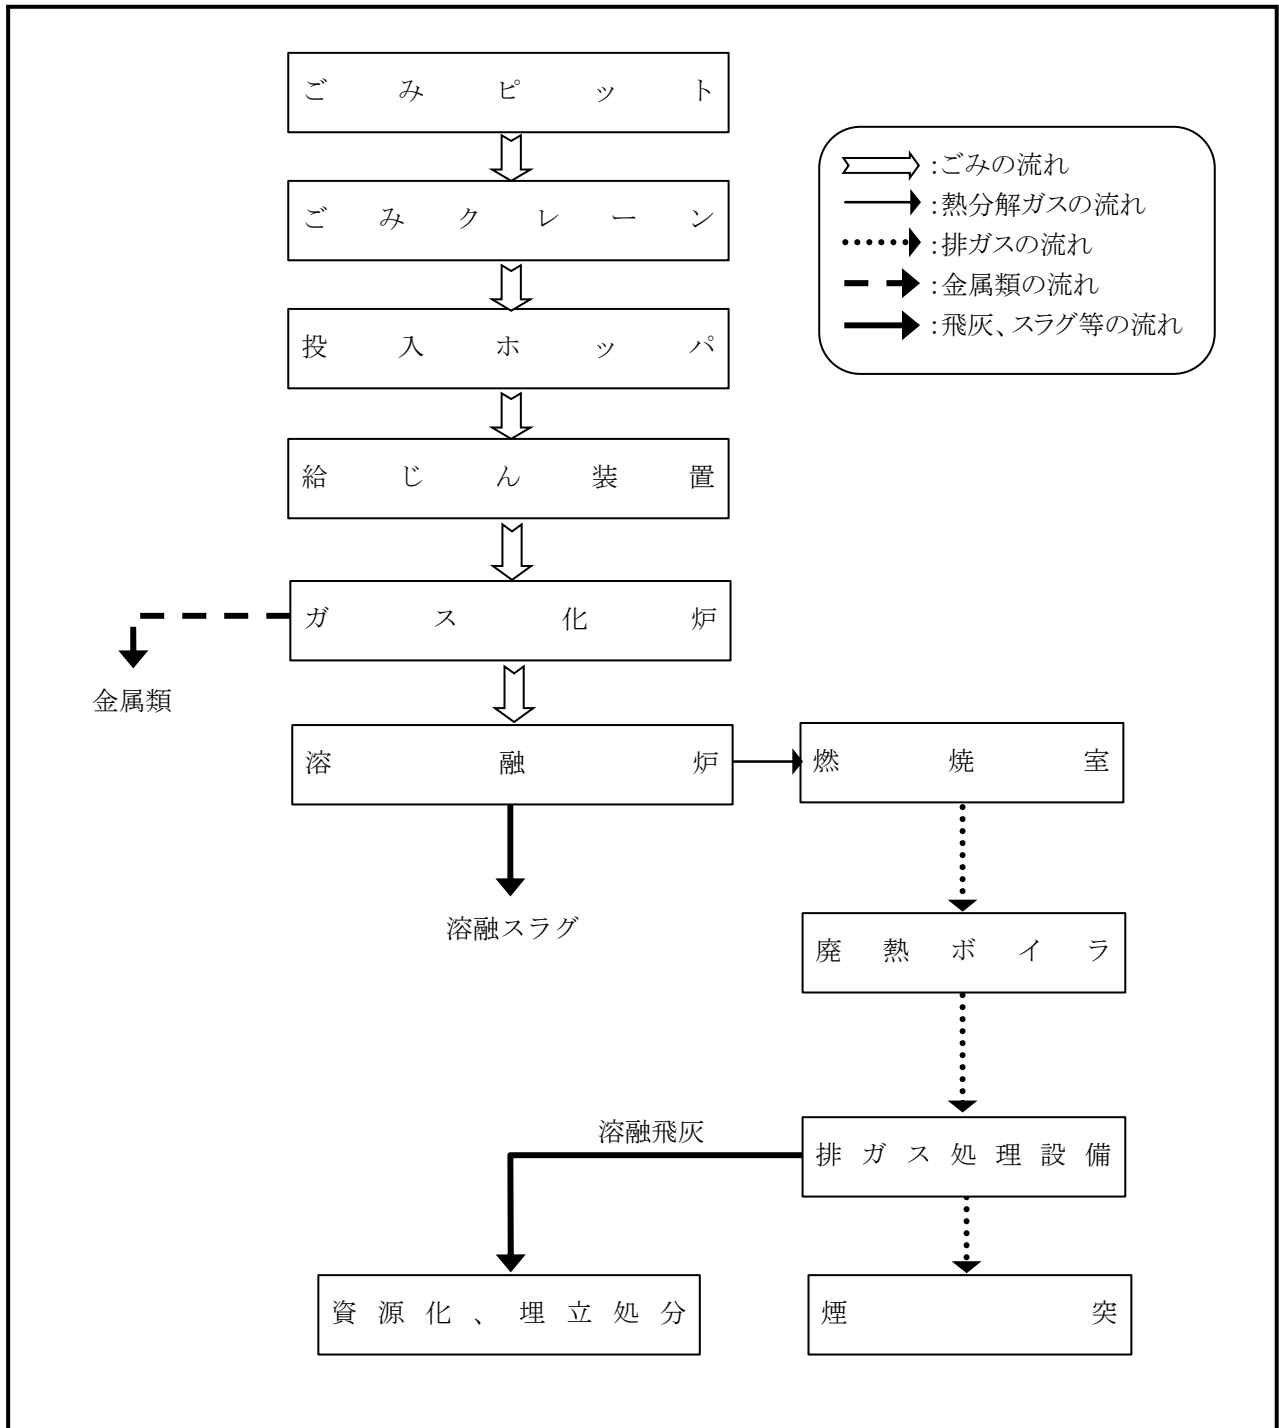 ごみピット
ごみクレーン
投入ホッパ
給じん装置
ガス化炉
金属類
溶融炉
燃焼室
溶融スラグ
廃熱ボイラ
溶融飛灰
排ガス処理設備
資源化、埋立処分
煙突
:ごみの流れ
:熱分解ガスの流れ
:排ガスの流れ
:金属類の流れ
:飛灰、スラグ等の流れ